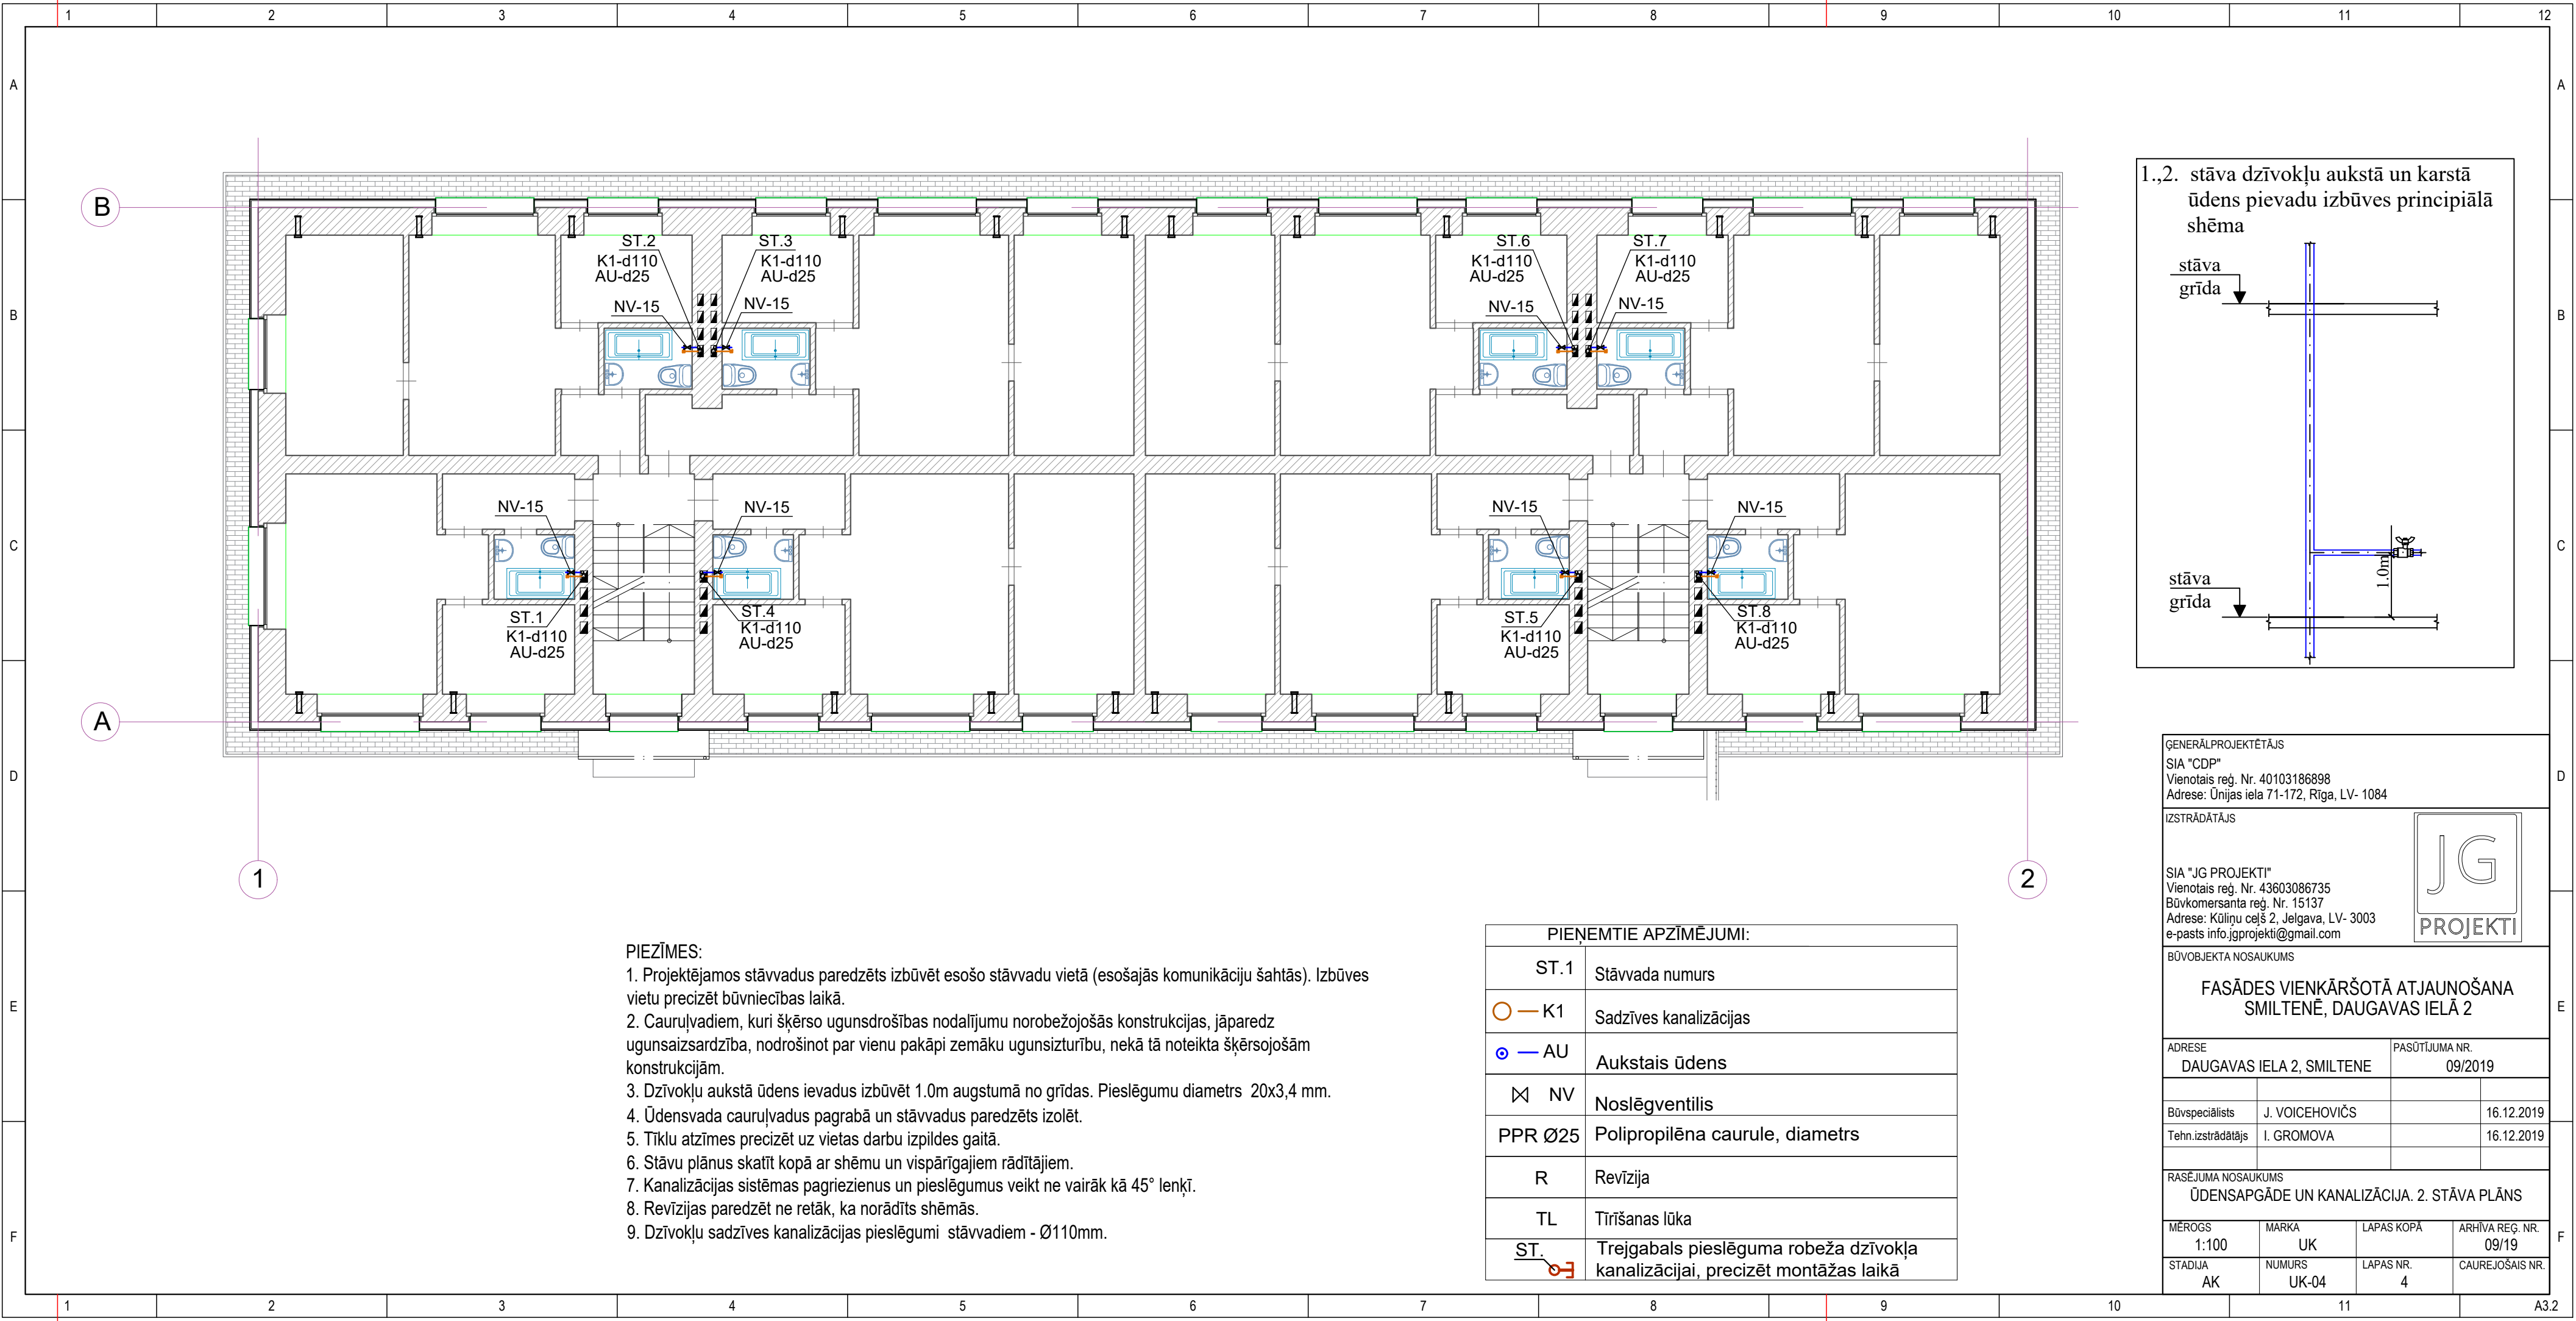 1 2 3 4 5 6 7 8 9 10 11 12
A A
B
ST.2 ST.3 ST.6 ST.7
K1-d110 K1-d110 K1-d110 K1-d110
AU-d25 AU-d25 AU-d25 AU-d25
NV-15 NV-15 NV-15 NV-15
B B
NV-15 NV-15 NV-15 NV-15
C C
ST.1 ST.4 ST.5 ST.8
K1-d110 K1-d110 K1-d110 K1-d110
AU-d25 AU-d25 AU-d25 AU-d25
A
D D
1 2
1.,2. stāva dzīvokļu aukstā un karstā
ūdens pievadu izbūves principiālā
shēma
stāva
grīda
1.0m
stāva
grīda
PIEZĪMES:
1. Projektējamos stāvvadus paredzēts izbūvēt esošo stāvvadu vietā (esošajās komunikāciju šahtās). Izbūves
vietu precizēt būvniecības laikā.
2. Cauruļvadiem, kuri šķērso ugunsdrošības nodalījumu norobežojošās konstrukcijas, jāparedz
ugunsaizsardzība, nodrošinot par vienu pakāpi zemāku ugunsizturību, nekā tā noteikta šķērsojošām
konstrukcijām.
3. Dzīvokļu aukstā ūdens ievadus izbūvēt 1.0m augstumā no grīdas. Pieslēgumu diametrs 20x3,4 mm.
4. Ūdensvada cauruļvadus pagrabā un stāvvadus paredzēts izolēt.
5. Tīklu atzīmes precizēt uz vietas darbu izpildes gaitā.
6. Stāvu plānus skatīt kopā ar shēmu un vispārīgajiem rādītājiem.
7. Kanalizācijas sistēmas pagriezienus un pieslēgumus veikt ne vairāk kā 45° lenķī.
8. Revīzijas paredzēt ne retāk, ka norādīts shēmās.
9. Dzīvokļu sadzīves kanalizācijas pieslēgumi stāvvadiem - Ø110mm.
PIEŅEMTIE APZĪMĒJUMI:
ST.1 Stāvvada numurs
K1 Sadzīves kanalizācijas
AU Aukstais ūdens
NV Noslēgventilis
PPR Ø25 Polipropilēna caurule, diametrs
R Revīzija
TL Tīrīšanas lūka
ST. Trejgabals pieslēguma robeža dzīvokļa
kanalizācijai, precizēt montāžas laikā
ĢENERĀLPROJEKTĒTĀJS
SIA "CDP"
Vienotais reģ. Nr. 40103186898
Adrese: Ūnijas iela 71-172, Rīga, LV- 1084
IZSTRĀDĀTĀJS
JG
PROJEKTI
SIA "JG PROJEKTI"
Vienotais reģ. Nr. 43603086735
Būvkomersanta reģ. Nr. 15137
Adrese: Kūliņu ceļš 2, Jelgava, LV- 3003
e-pasts info.jgprojekti@gmail.com
BŪVOBJEKTA NOSAUKUMS
FASĀDES VIENKĀRŠOTĀ ATJAUNOŠANA
SMILTENĒ, DAUGAVAS IELĀ 2
ADRESE PASŪTĪJUMA NR.
DAUGAVAS IELA 2, SMILTENE 09/2019
Būvspeciālists J. VOICEHOVIČS 16.12.2019
Tehn.izstrādātājs I. GROMOVA 16.12.2019
RASĒJUMA NOSAUKUMS
ŪDENSAPGĀDE UN KANALIZĀCIJA. 2. STĀVA PLĀNS
MĒROGS MARKA LAPAS KOPĀ ARHĪVA REĢ. NR.
1:100 UK 09/19
STADIJA NUMURS LAPAS NR. CAUREJOŠAIS NR.
AK UK-04 4
E E
F F
1 2 3 4 5 6 7 8 9 10 11 A3.2